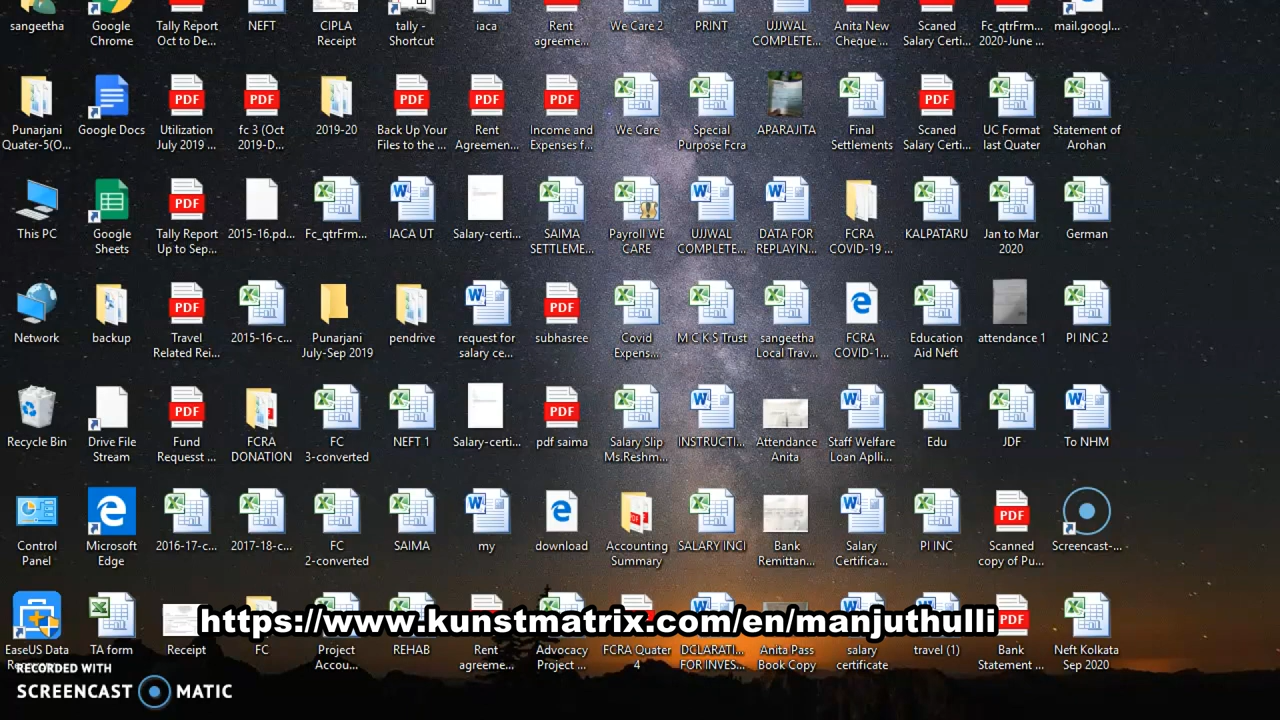 sangeetha
Google
Chrome
Tally Report
Oct to De...
NEFT
CIPLA
Receipt
tally -
Shortcut
iaca
Rent
agreeme...
We Care 2
PRINT
UJJWAL
COMPLETE...
Anita New
Cheque ...
Scaned
Salary Certi...
Fc_qtrFrm...
2020-June ...
mail.googl...
Punarjani
Quater-5(O...
Google Docs
Utilization
July 2019 ...
fc 3 (Oct
2019-D...
2019-20
Back Up Your
Files to the ...
Rent
Agreemen...
Income and
Expenses f...
We Care
Special
Purpose Fcra
APARAJITA
Final
Settlements
Scaned
Salary Certi...
UC Format
last Quater
Statement of
Arohan
This PC
Google
Sheets
Tally Report
Up to Sep...
2015-16.pd...
Fc_qtrFrm...
IACA UT
Salary-certi...
SAIMA
SETTLEME...
Payroll WE
CARE
UJJWAL
COMPLETE...
DATA FOR
REPLAYIN...
FCRA
COVID-19 ...
KALPATARU
Jan to Mar
2020
German
Network
backup
Travel
Related Rei...
2015-16-c...
Punarjani
July-Sep 2019
pendrive
request for
salary ce...
subhasree
Covid
Expens...
M C K S Trust
sangeetha
Local Trav...
FCRA
COVID-1...
Education
Aid Neft
attendance 1
PI INC 2
Recycle Bin
Drive File
Stream
Fund
Requesst ...
FCRA
DONATION
FC
3-converted
NEFT 1
Salary-certi...
pdf saima
Salary Slip
Ms.Reshm...
INSTRUCTI...
Attendance
Anita
Staff Welfare
Loan Aplli...
Edu
JDF
To NHM
Control
Panel
Microsoft
Edge
2016-17-c...
2017-18-c...
FC
2-converted
SAIMA
my
download
Accounting
Summary
SALARY INCI
Bank
Remittan...
Salary
Certifica...
PI INC
Scanned
copy of Pu...
Screencast-...
https://www.kunstmatrix.com/en/manjuthulli
EaseUS Data
TA form
Receipt
FC
Project
Accou...
REHAB
Rent
agreeme...
Advocacy
Project ...
FCRA Quater
4
DCLARATI...
FOR INVES...
Anita Pass
Book Copy
salary
certificate
travel (1)
Bank
Statement ...
Neft Kolkata
Sep 2020
RECORDED WITH
SCREENCAST MATIC